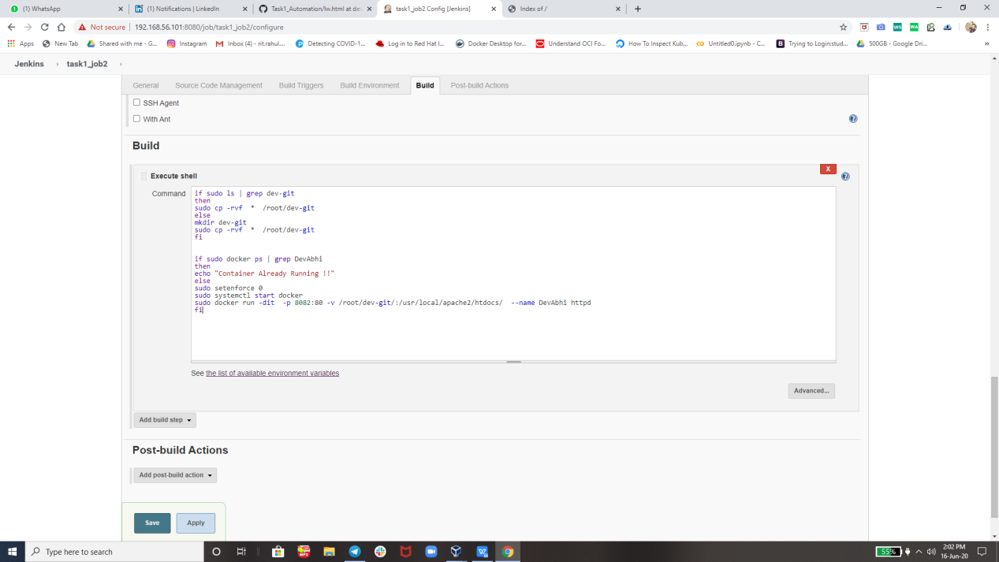 (1) WhatsApp
(1) Notifications | LinkedIn
Task1_Automation/lw.html at de
task1_job2 Config [Jenkins]
Index of /
Not secure | 192.168.56.101:8080/job/task1_job2/configure
Apps
New Tab
Shared with me - G...
Instagram
Inbox (4) - rit.rahul...
Detecting COVID-1...
Log in to Red Hat I...
Docker Desktop for...
Understand OCI Fo...
How To Inspect Kub...
Untitled0.ipynb - C...
Trying to Login:stud...
500GB - Google Dri...
Jenkins
task1_job2
General
Source Code Management
Build Triggers
Build Environment
Build
Post-build Actions
SSH Agent
With Ant
Build
Execute shell
X
Command
if sudo ls | grep dev-git
then
sudo cp -rvf * /root/dev-git
else
mkdir dev-git
sudo cp -rvf * /root/dev-git
fi
if sudo docker ps | grep DevAbhi
then
echo "Container Already Running !!"
else
sudo setenforce 0
sudo systemctl start docker
sudo docker run -dit -p 8082:80 -v /root/dev-git/:/usr/local/apache2/htdocs/ --name DevAbhi httpd
fi
See the list of available environment variables
Advanced...
Add build step
Post-build Actions
Add post-build action
Save
Apply
Type here to search
55%
2:02 PM
16-Jun-20